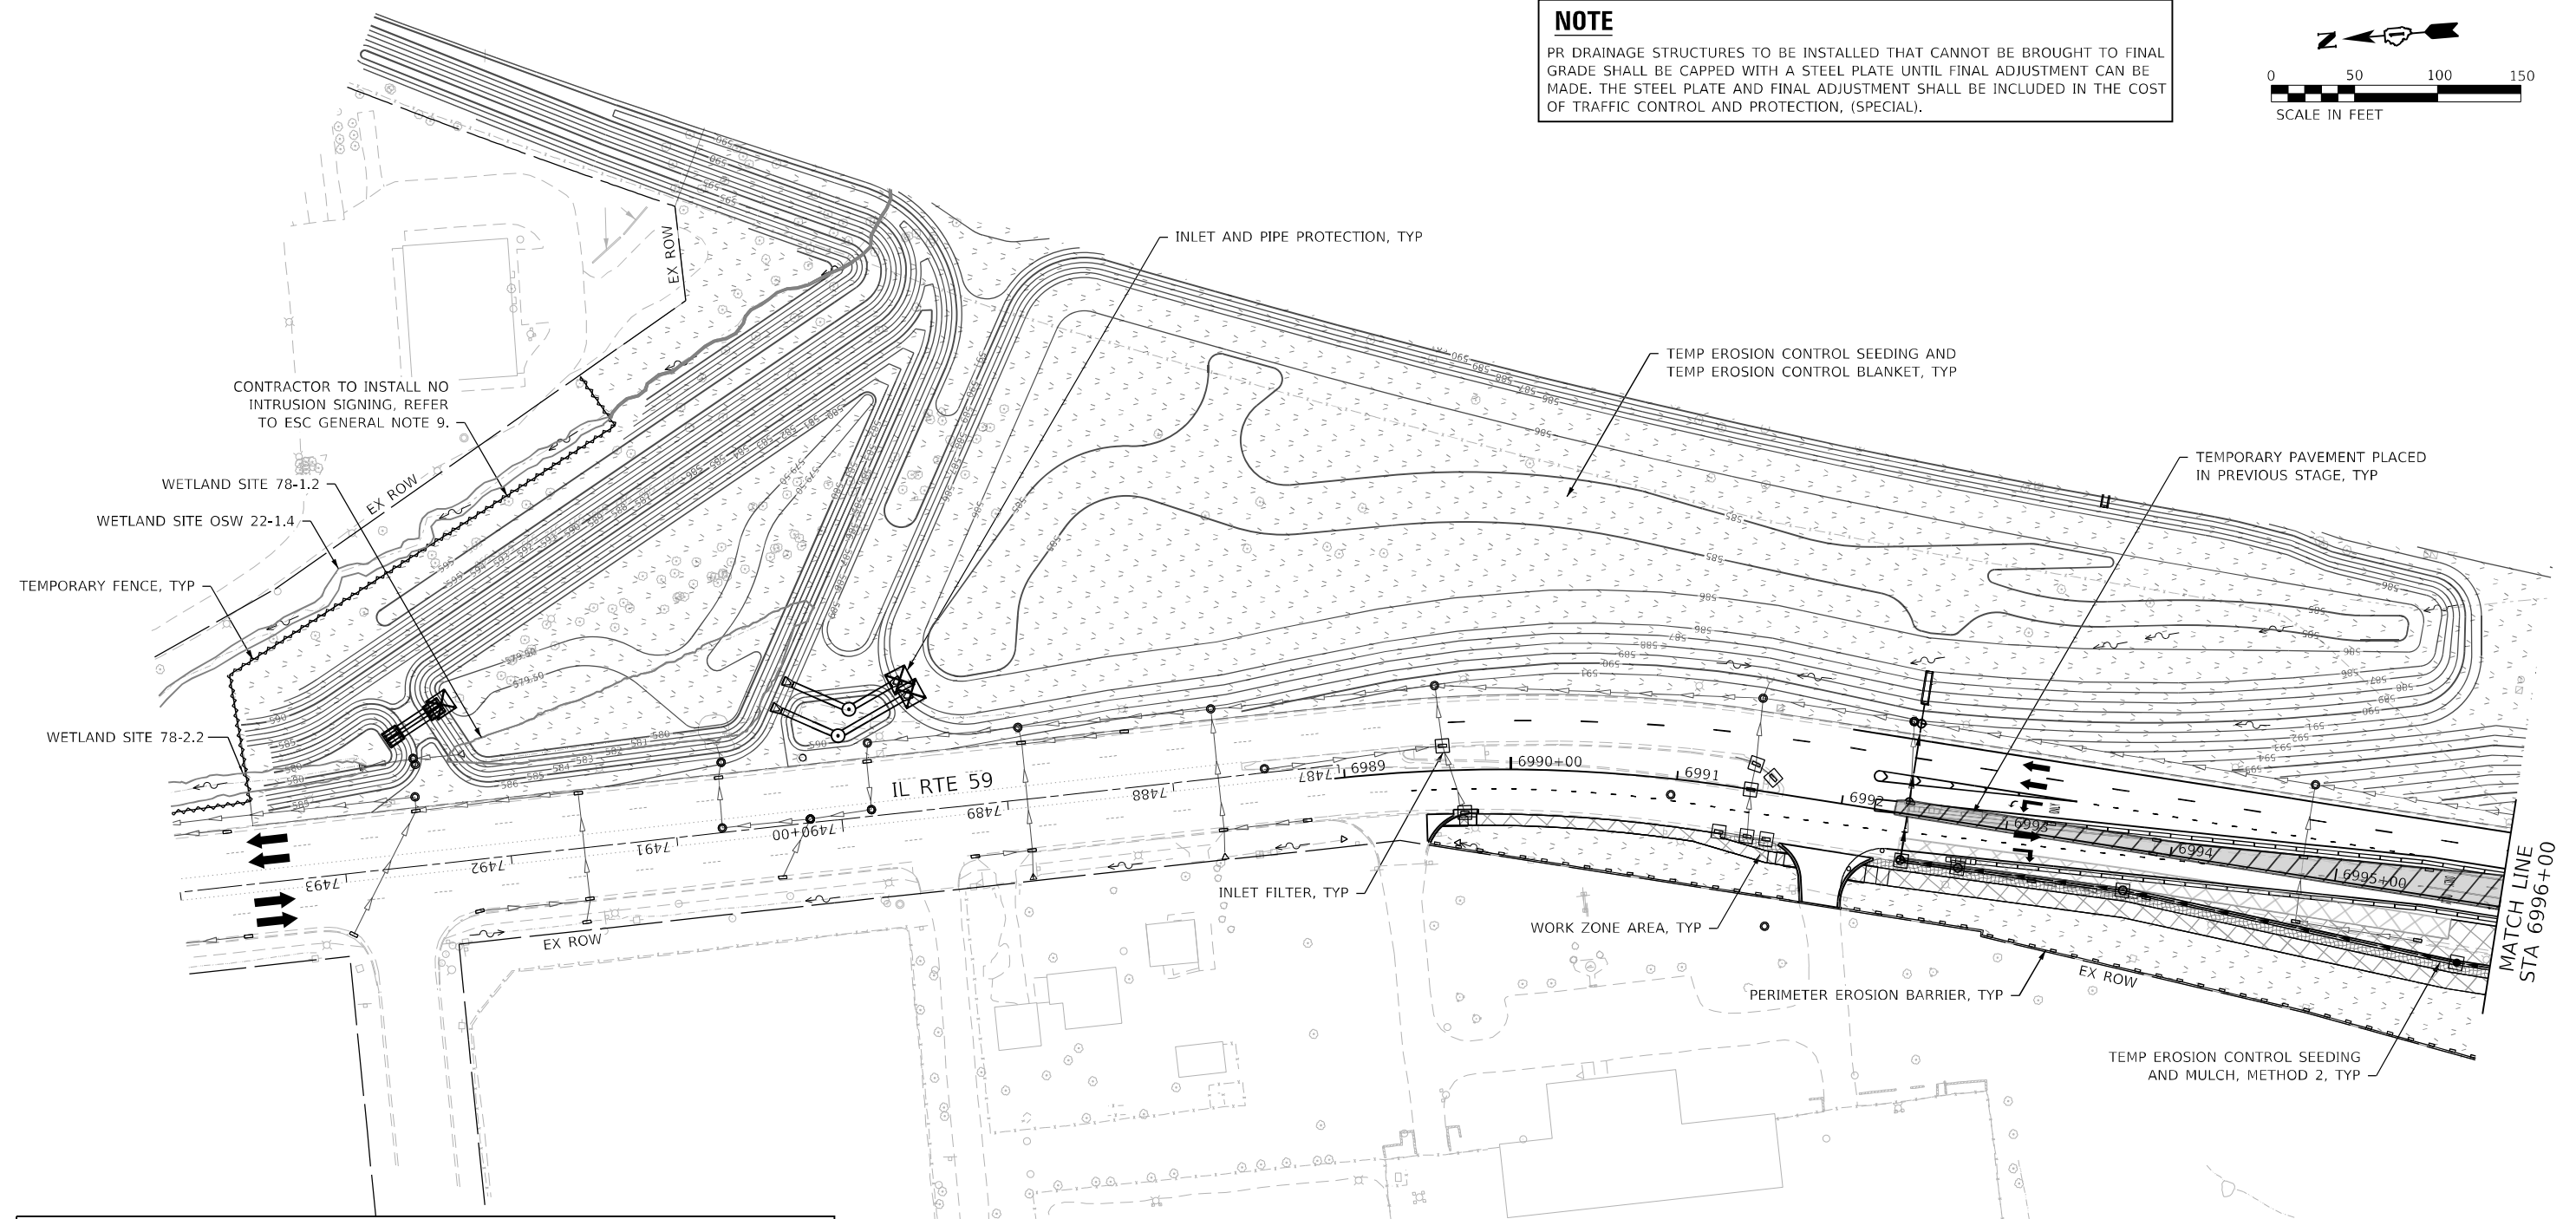 NOTE
PR DRAINAGE STRUCTURES TO BE INSTALLED THAT CANNOT BE BROUGHT TO FINAL
GRADE SHALL BE CAPPED WITH A STEEL PLATE UNTIL FINAL ADJUSTMENT CAN BE
MADE. THE STEEL PLATE AND FINAL ADJUSTMENT SHALL BE INCLUDED IN THE COST
OF TRAFFIC CONTROL AND PROTECTION, (SPECIAL).
N
0 50 100 150
SCALE IN FEET
INLET AND PIPE PROTECTION, TYP
EX ROW
TEMP EROSION CONTROL SEEDING AND
TEMP EROSION CONTROL BLANKET, TYP
CONTRACTOR TO INSTALL NO
INTRUSION SIGNING, REFER
TO ESC GENERAL NOTE 9.
TEMPORARY PAVEMENT PLACED
IN PREVIOUS STAGE, TYP
WETLAND SITE 78-1.2
EX ROW
WETLAND SITE OSW 22-1.4
TEMPORARY FENCE, TYP
WETLAND SITE 78-2.2
IL RTE 59
7493
7492
7491
7490+00
7489
7488
7487
6989
6990+00
6991
6992
6993
6994
6995+00
INLET FILTER, TYP
WORK ZONE AREA, TYP
EX ROW
PERIMETER EROSION BARRIER, TYP
EX ROW
MATCH LINE
STA 6996+00
TEMP EROSION CONTROL SEEDING
AND MULCH, METHOD 2, TYP